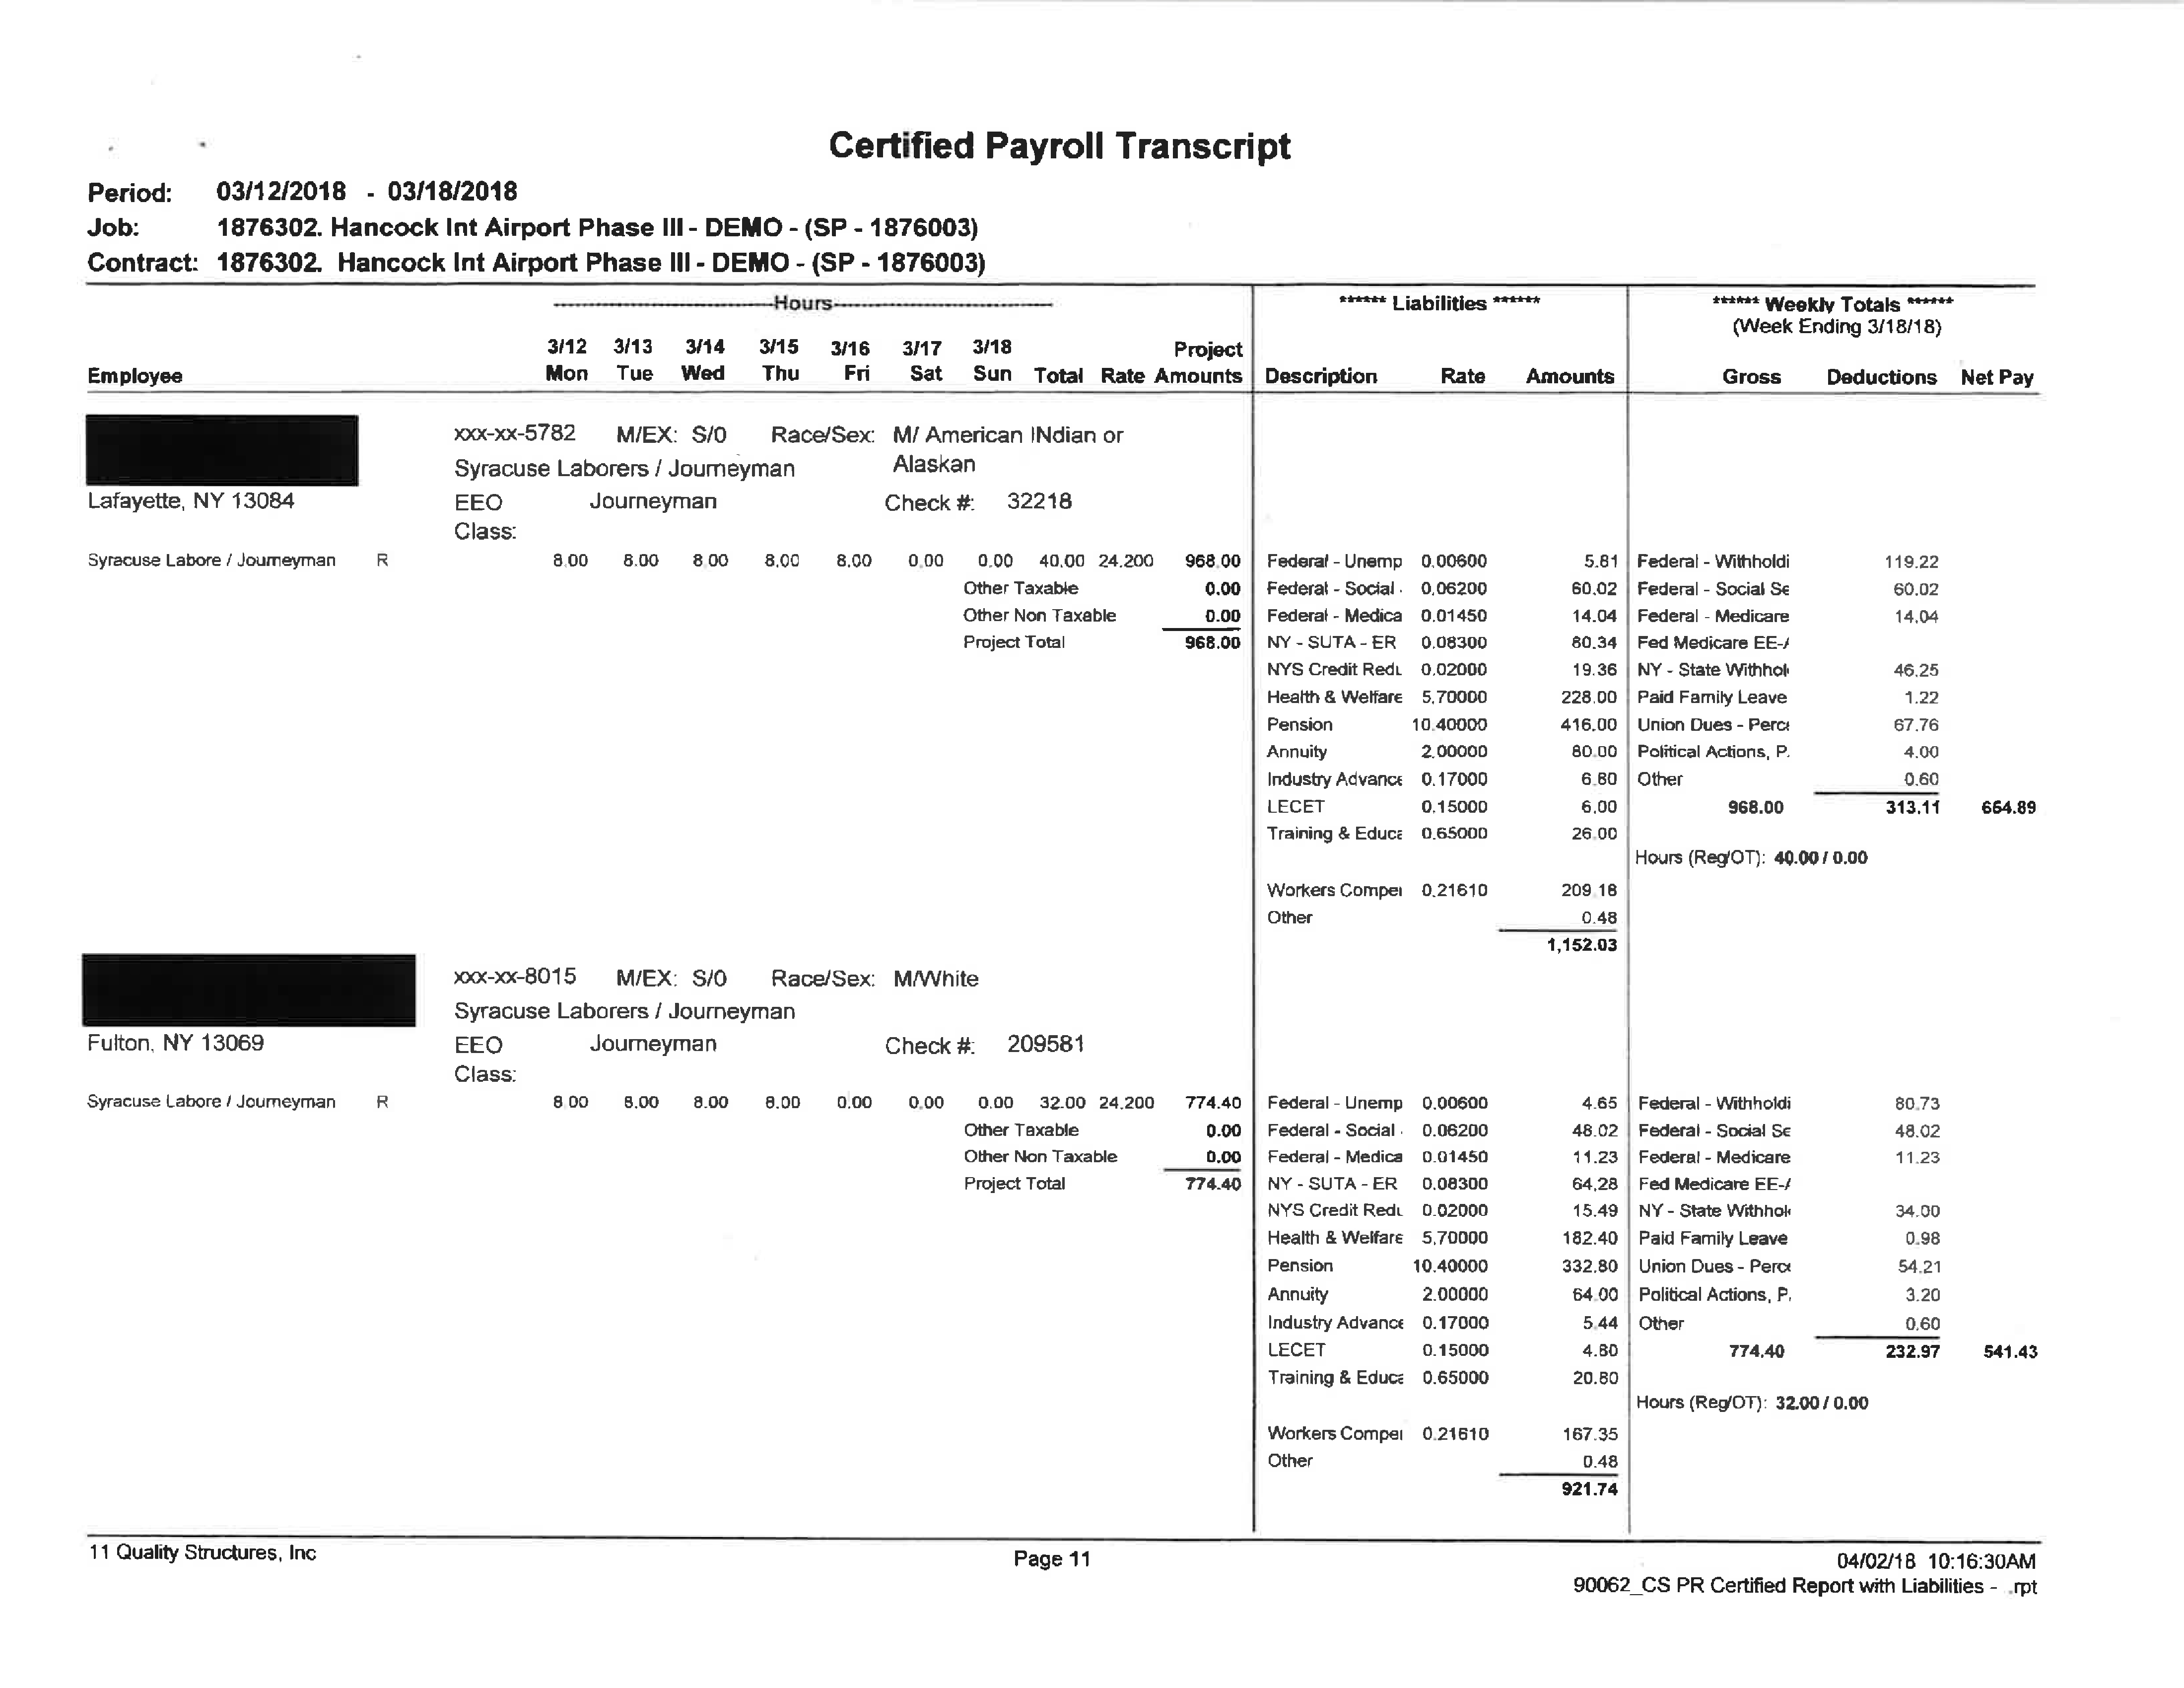 Certified Payroll Transcript
Period: 03/12/2018 - 03/18/2018
Job: 1876302. Hancock Int Airport Phase III - DEMO - (SP - 1876003)
Contract: 1876302. Hancock Int Airport Phase III - DEMO - (SP - 1876003)
Hours ****** Liabilities ****** ****** Weekly Totals ******
(Week Ending 3/18/18)
3/12 3/13 3/14 3/15 3/16 3/17 3/18 Project
Employee Mon Tue Wed Thu Fri Sat Sun Total Rate Amounts Description Rate Amounts Gross Deductions Net Pay
xxx-xx-5782 M/EX: S/0 Race/Sex: M/ American INdian or
Syracuse Laborers / Journeyman Alaskan
Lafayette, NY 13084 EEO Journeyman Check #: 32218
Class:
Syracuse Labore / Journeyman R 8.00 8.00 8.00 8.00 8.00 0.00 0.00 40.00 24.200 968.00 Federal - Unemp 0.00600 5.81 Federal - Withholdi 119.22
Other Taxable 0.00 Federal - Social 0.06200 60.02 Federal - Social Se 60.02
Other Non Taxable 0.00 Federal - Medica 0.01450 14.04 Federal - Medicare 14.04
Project Total 968.00 NY - SUTA - ER 0.08300 80.34 Fed Medicare EE-A
NYS Credit Redu 0.02000 19.36 NY - State Withhol 46.25
Health & Welfare 5.70000 228.00 Paid Family Leave 1.22
Pension 10.40000 416.00 Union Dues - Perce 67.76
Annuity 2.00000 80.00 Political Actions, P. 4.00
Industry Advance 0.17000 6.80 Other 0.60
LECET 0.15000 6.00 968.00 313.11 654.89
Training & Educa 0.65000 26.00
Hours (Reg/OT): 40.00 / 0.00
Workers Compei 0.21610 209.18
Other 0.48
1,152.03
xxx-xx-8015 M/EX: S/0 Race/Sex: M/White
Syracuse Laborers / Journeyman
Fulton, NY 13069 EEO Journeyman Check #: 209581
Class:
Syracuse Labore / Journeyman R 8.00 8.00 8.00 8.00 0.00 0.00 0.00 32.00 24.200 774.40 Federal - Unemp 0.00600 4.65 Federal - Withholdi 80.73
Other Taxable 0.00 Federal - Social 0.06200 48.02 Federal - Social Se 48.02
Other Non Taxable 0.00 Federal - Medica 0.01450 11.23 Federal - Medicare 11.23
Project Total 774.40 NY - SUTA - ER 0.08300 64.28 Fed Medicare EE-A
NYS Credit Redu 0.02000 15.49 NY - State Withhol 34.00
Health & Welfare 5.70000 182.40 Paid Family Leave 0.98
Pension 10.40000 332.80 Union Dues - Perce 54.21
Annuity 2.00000 64.00 Political Actions, P. 3.20
Industry Advance 0.17000 5.44 Other 0.60
LECET 0.15000 4.80 774.40 232.97 541.43
Training & Educa 0.65000 20.80
Hours (Reg/OT): 32.00 / 0.00
Workers Compei 0.21610 167.35
Other 0.48
921.74
11 Quality Structures, Inc Page 11 04/02/18 10:16:30AM
90062_CS PR Certified Report with Liabilities - .rpt